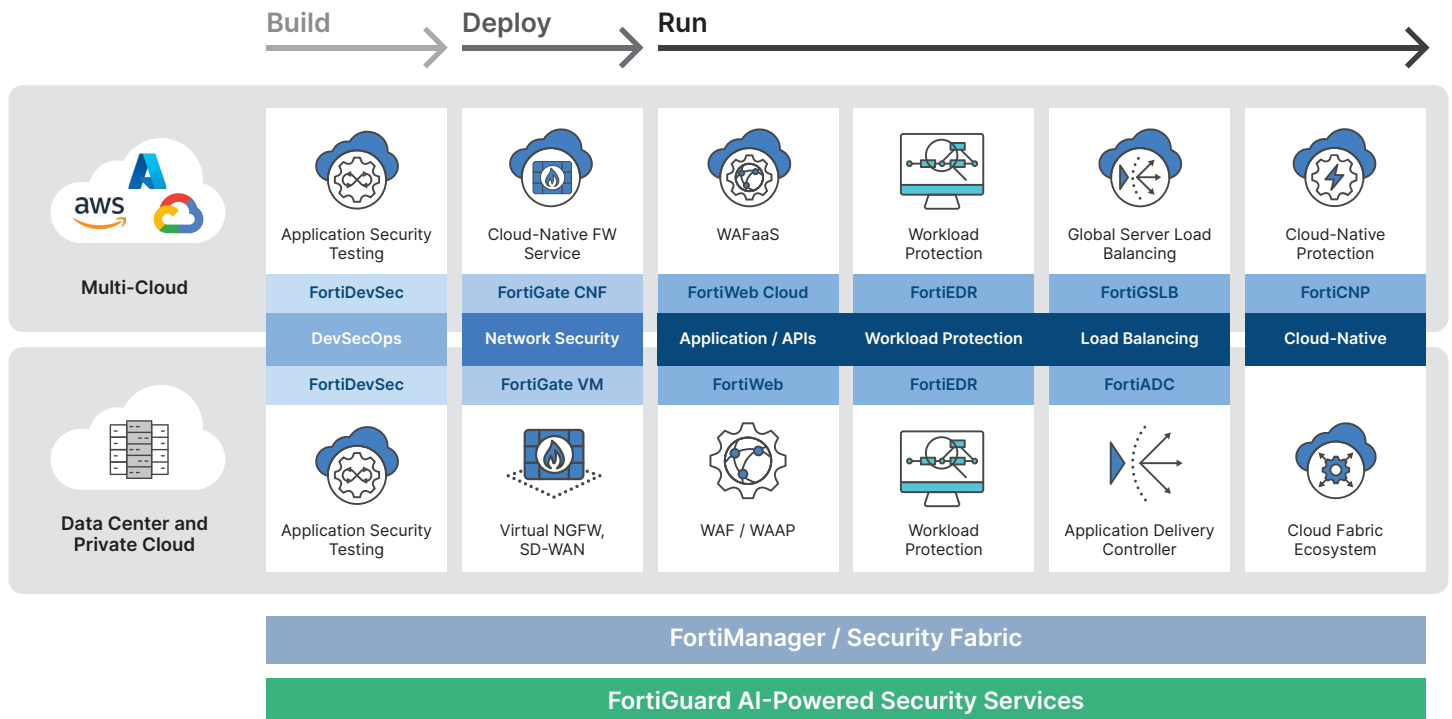 Build
Deploy
Run
aws
Multi-Cloud
Application Security
Testing
Cloud-Native FW
Service
WAFaaS
Workload
Protection
Global Server Load
Balancing
Cloud-Native
Protection
FortiDevSec
FortiGate CNF
FortiWeb Cloud
FortiEDR
FortiGSLB
FortiCNP
DevSecOps
Network Security
Application / APIs
Workload Protection
Load Balancing
Cloud-Native
FortiDevSec
FortiGate VM
FortiWeb
FortiEDR
FortiADC
Data Center and
Private Cloud
Application Security
Testing
Virtual NGFW,
SD-WAN
WAF / WAAP
Workload
Protection
Application Delivery
Controller
Cloud Fabric
Ecosystem
FortiManager / Security Fabric
FortiGuard AI-Powered Security Services